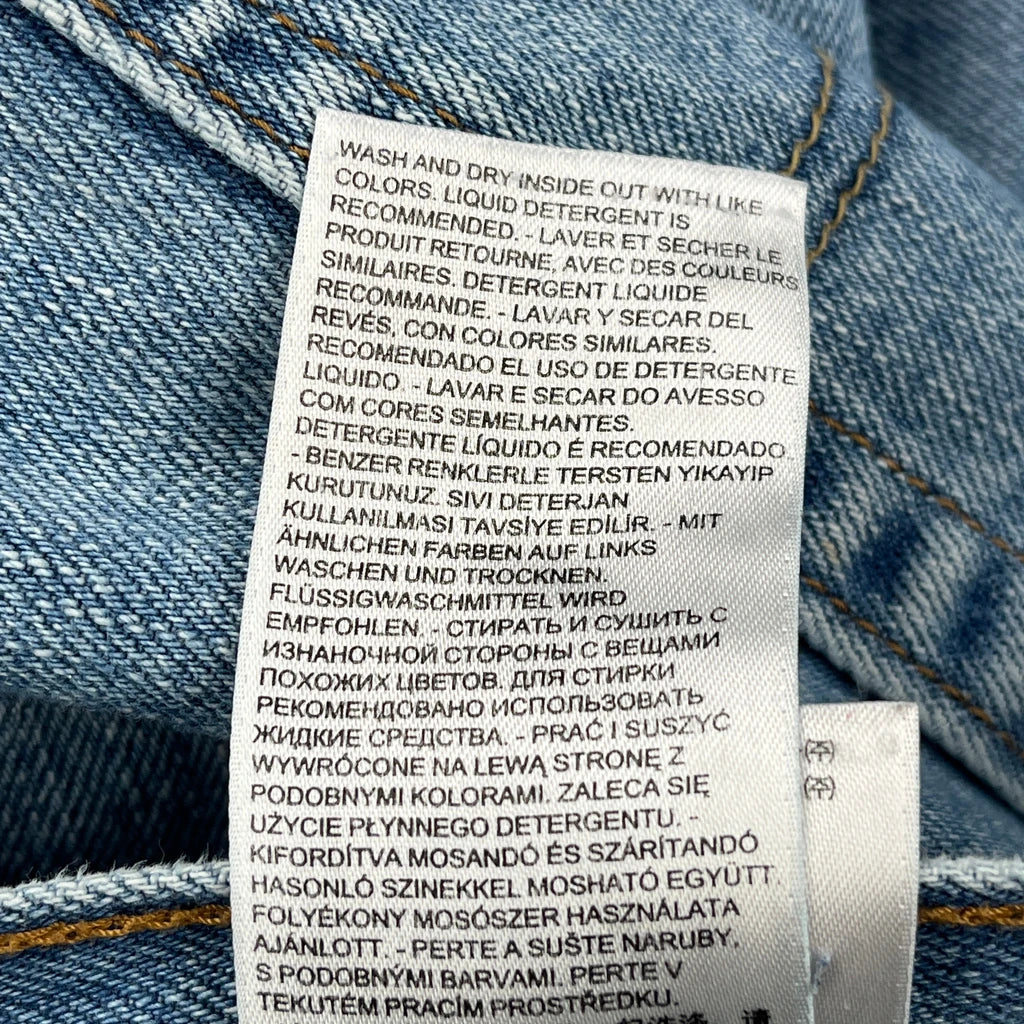 WASH AND DRY INSIDE OUT WITH LIKE
COLORS. LIQUID DETERGENT IS
RECOMMENDED. - LAVER ET SECHER LE
PRODUIT RETOURNE, AVEC DES COULEURS
SIMILAIRES. DETERGENT LIQUIDE
RECOMMANDE. - LAVAR Y SECAR DEL
REVÉS, CON COLORES SIMILARES.
RECOMENDADO EL USO DE DETERGENTE
LIQUIDO. - LAVAR E SECAR DO AVESSO
COM CORES SEMELHANTES.
DETERGENTE LÍQUIDO É RECOMENDADO
- BENZER RENKLERLE TERSTEN YIKAYIP
KURUTUNUZ. SIVI DETERJAN
KULLANILMASI TAVSİYE EDİLİR. - MIT
ÄHNLICHEN FARBEN AUF LINKS
WASCHEN UND TROCKNEN.
FLÜSSIGWASCHMITTEL WIRD
EMPFOHLEN. - СТИРАТЬ И СУШИТЬ С
ИЗНАНОЧНОЙ СТОРОНЫ С ВЕЩАМИ
ПОХОЖИХ ЦВЕТОВ. ДЛЯ СТИРКИ
РЕКОМЕНДОВАНО ИСПОЛЬЗОВАТЬ
ЖИДКИЕ СРЕДСТВА. - PRAĆ I SUSZYĆ
WYWRÓCONE NA LEWĄ STRONĘ Z
PODOBNYMI KOLORAMI. ZALECA SIĘ
UŻYCIE PŁYNNEGO DETERGENTU. -
KIFORDÍTVA MOSANDÓ ÉS SZÁRÍTANDÓ
HASONLÓ SZINEKKEL MOSHATÓ EGYÜTT.
FOLYÉKONY MOSÓSZER HASZNÁLATA
AJÁNLOTT. - PERTE A SUŠTE NARUBY,
S PODOBNÝMI BARVAMI. PERTE V
TEKUTÉM PRACÍM PROSTŘEDKU.
(주)
(주)